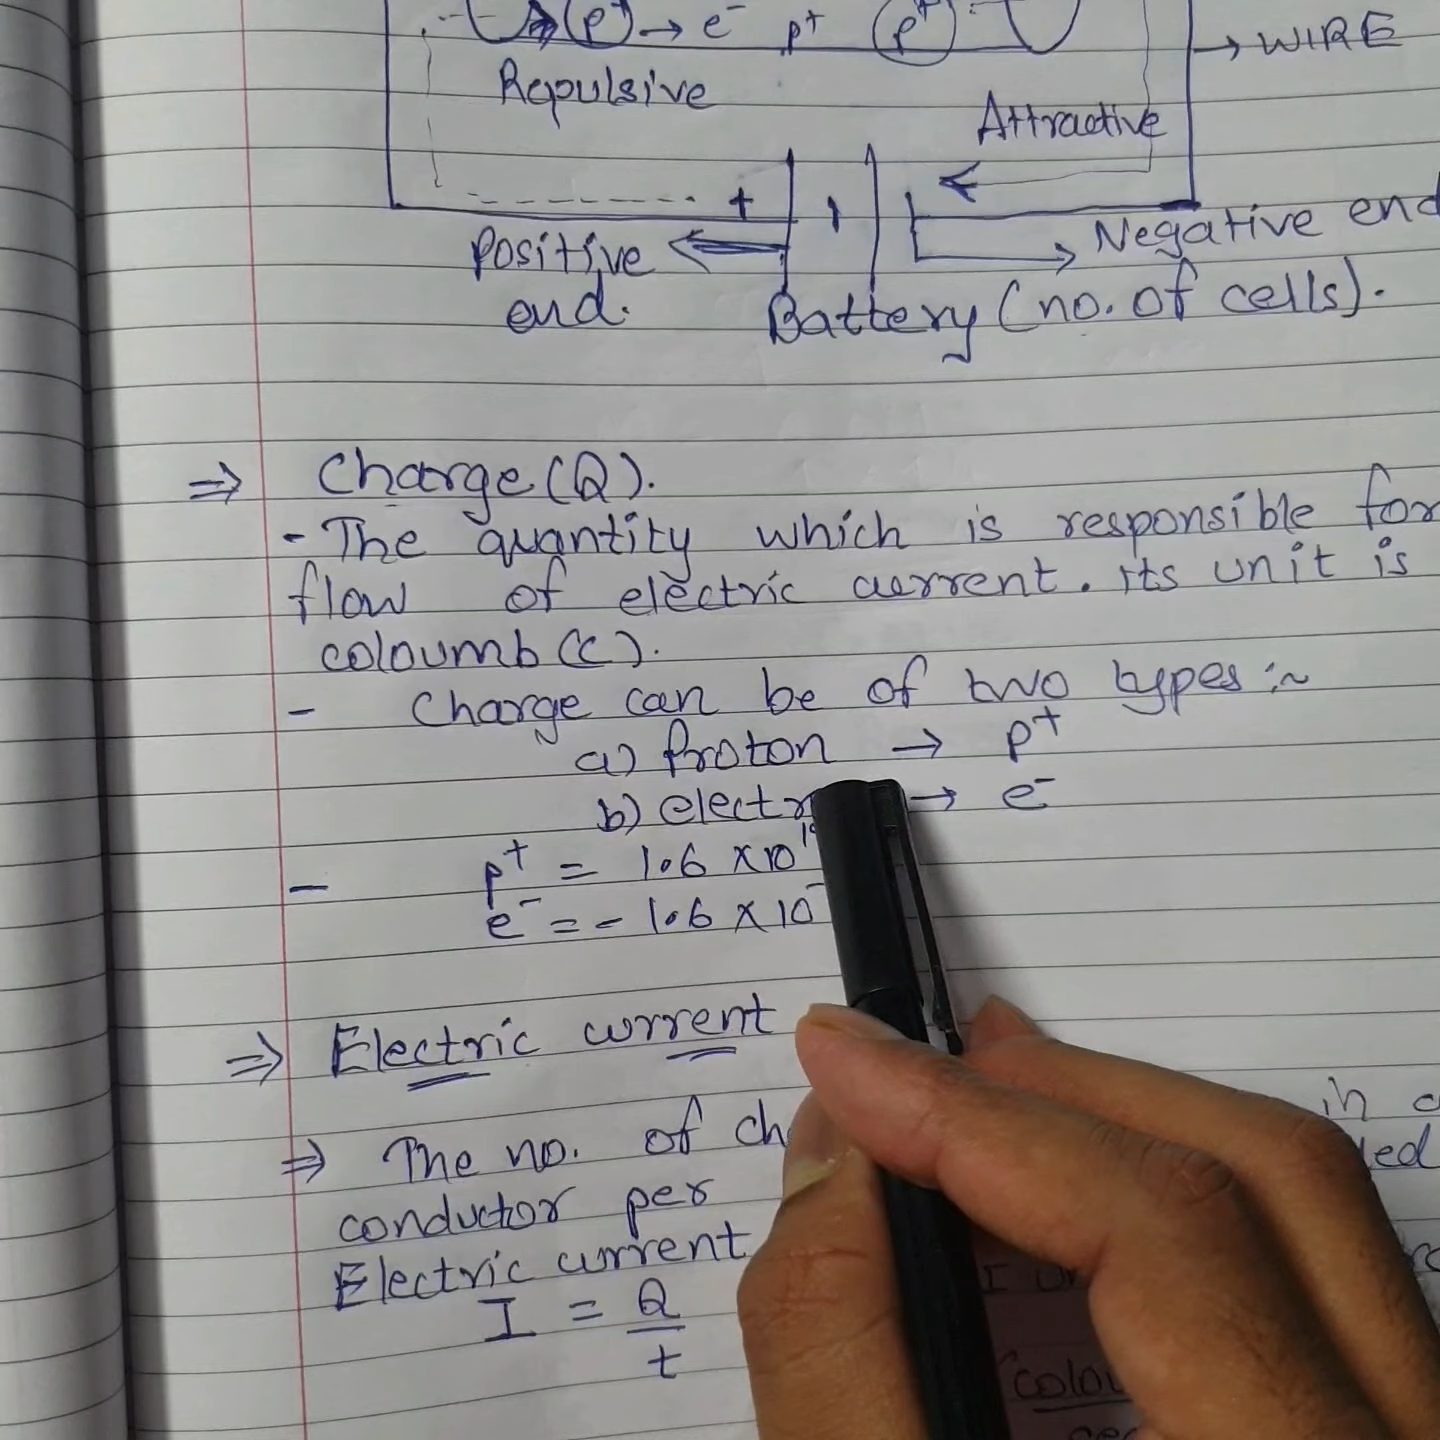 (p+) → e⁻ p+ (p+)
→ WIRE
Repulsive
Attractive
+
Positive
end.
→ Negative end
Battery (no. of cells).
⇒ Charge (Q).
- The quantity which is responsible for
flow of electric current. Its unit is
coloumb (C).
- Charge can be of two types :~
a) Proton → p+
b) electr → e⁻
- p+ = 1.6 × 10
e⁻ = - 1.6 × 10⁻
⇒ Electric current
⇒ The no. of in
conductor per
Electric current
I = Q
t